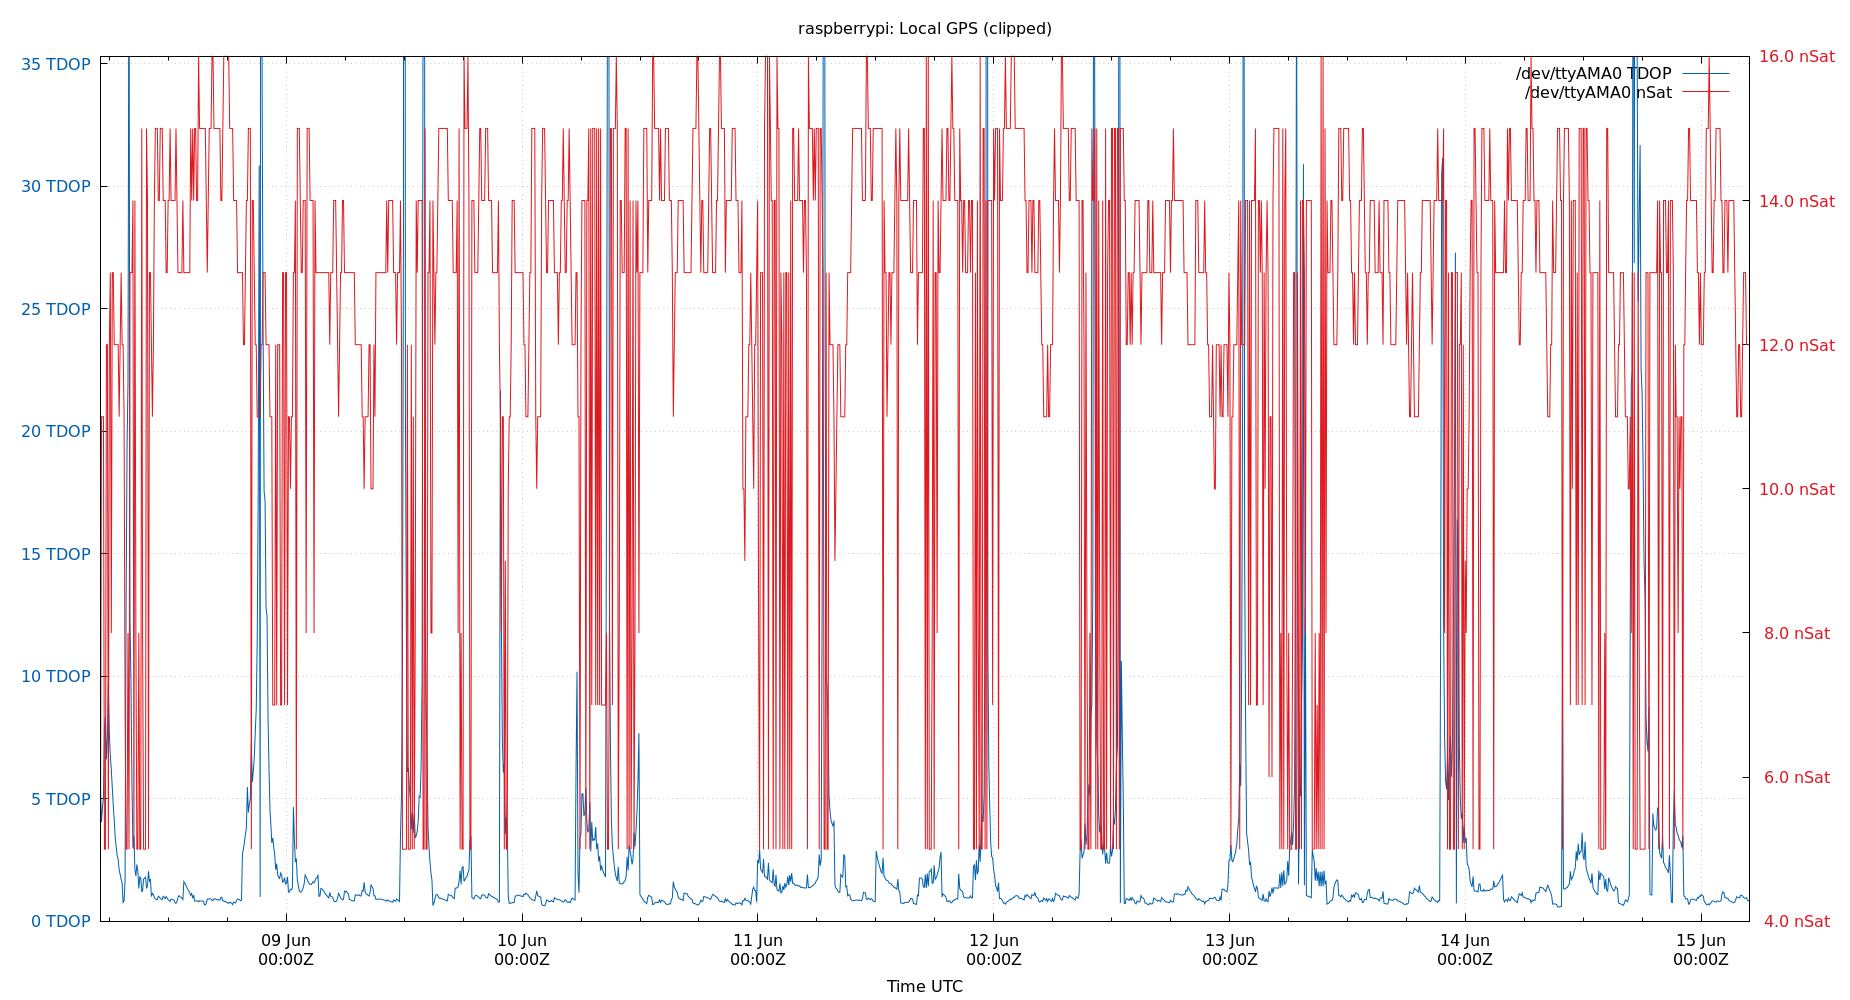 raspberrypi: Local GPS (clipped)
35 TDOP
30 TDOP
25 TDOP
20 TDOP
15 TDOP
10 TDOP
5 TDOP
0 TDOP
16.0 nSat
14.0 nSat
12.0 nSat
10.0 nSat
8.0 nSat
6.0 nSat
4.0 nSat
/dev/ttyAMA0 TDOP
/dev/ttyAMA0 nSat
09 Jun 10 Jun 11 Jun 12 Jun 13 Jun 14 Jun 15 Jun
00:00Z 00:00Z 00:00Z 00:00Z 00:00Z 00:00Z 00:00Z
Time UTC